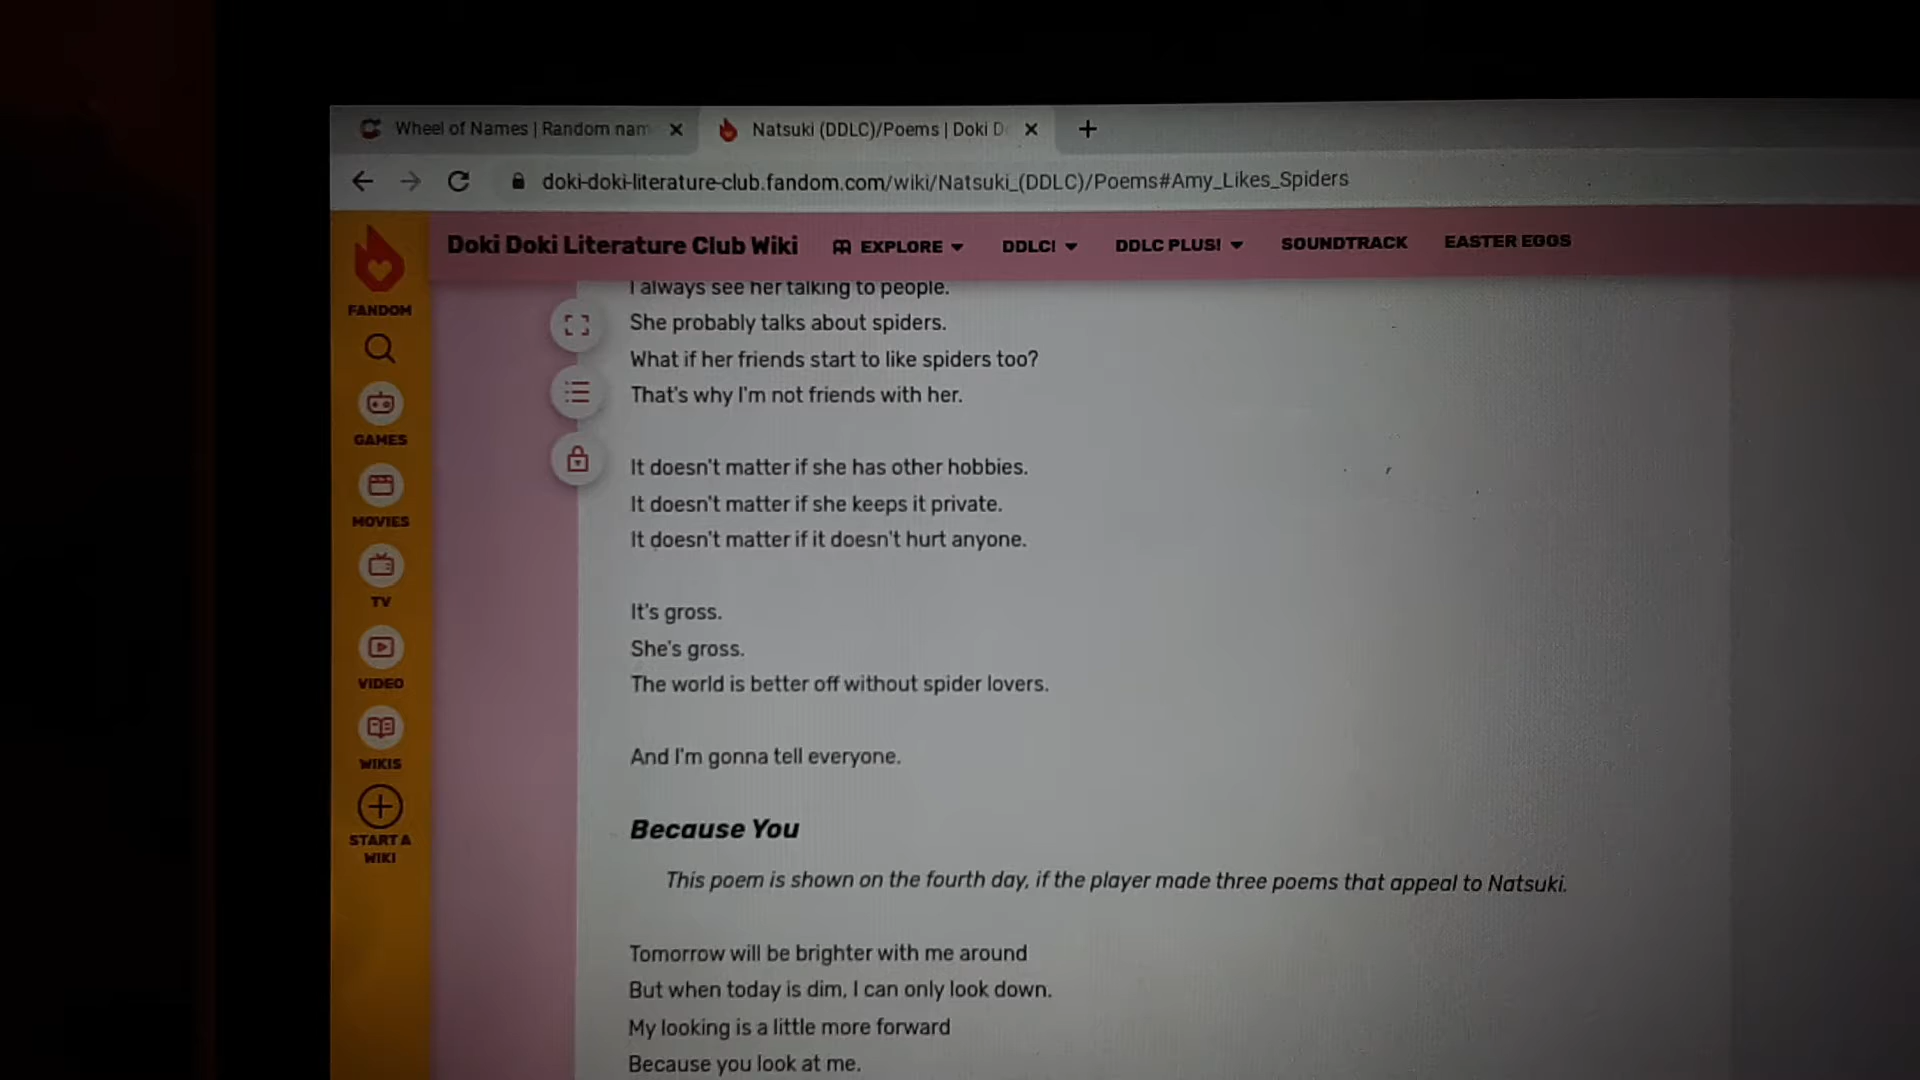 Wheel of Names | Random nam
Natsuki (DDLC)/Poems | Doki D
doki-doki-literature-club.fandom.com/wiki/Natsuki_(DDLC)/Poems#Amy_Likes_Spiders
Doki Doki Literature Club Wiki
EXPLORE
DDLC!
DDLC PLUS!
SOUNDTRACK
EASTER EGGS
FANDOM
GAMES
MOVIES
TV
VIDEO
WIKIS
START A
WIKI
I always see her talking to people.
She probably talks about spiders.
What if her friends start to like spiders too?
That's why I'm not friends with her.
It doesn't matter if she has other hobbies.
It doesn't matter if she keeps it private.
It doesn't matter if it doesn't hurt anyone.
It's gross.
She's gross.
The world is better off without spider lovers.
And I'm gonna tell everyone.
Because You
This poem is shown on the fourth day, if the player made three poems that appeal to Natsuki.
Tomorrow will be brighter with me around
But when today is dim, I can only look down.
My looking is a little more forward
Because you look at me.